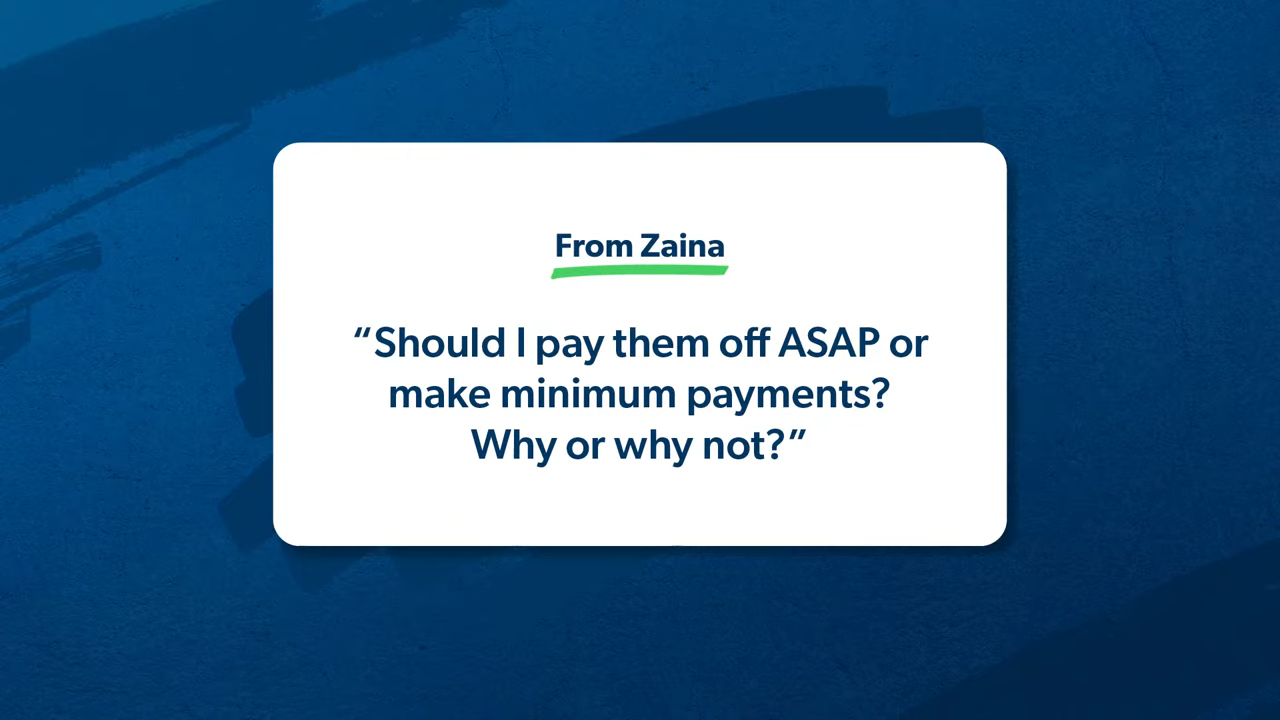 From Zaina
“Should I pay them off ASAP or
make minimum payments?
Why or why not?”